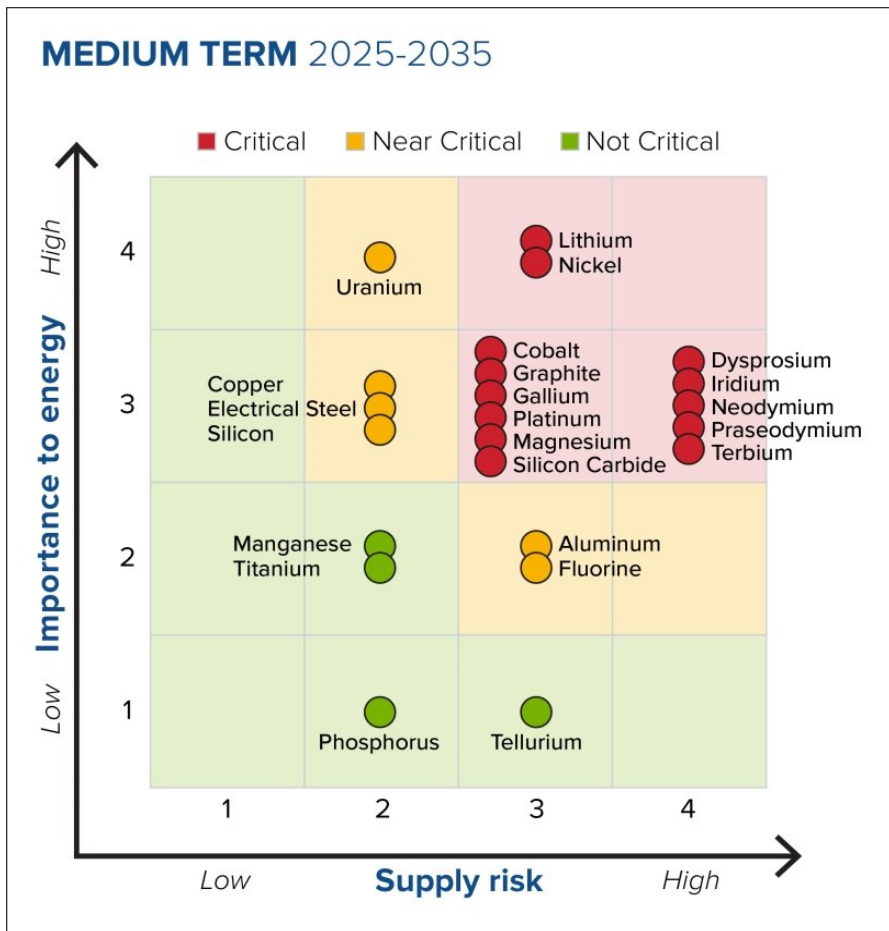 MEDIUM TERM 2025-2035
Critical
Near Critical
Not Critical
High
Importance to energy
Low
4
3
2
1
Uranium
Lithium
Nickel
Copper
Electrical Steel
Silicon
Cobalt
Graphite
Gallium
Platinum
Magnesium
Silicon Carbide
Dysprosium
Iridium
Neodymium
Praseodymium
Terbium
Manganese
Titanium
Aluminum
Fluorine
Phosphorus
Tellurium
1
2
3
4
Low
Supply risk
High